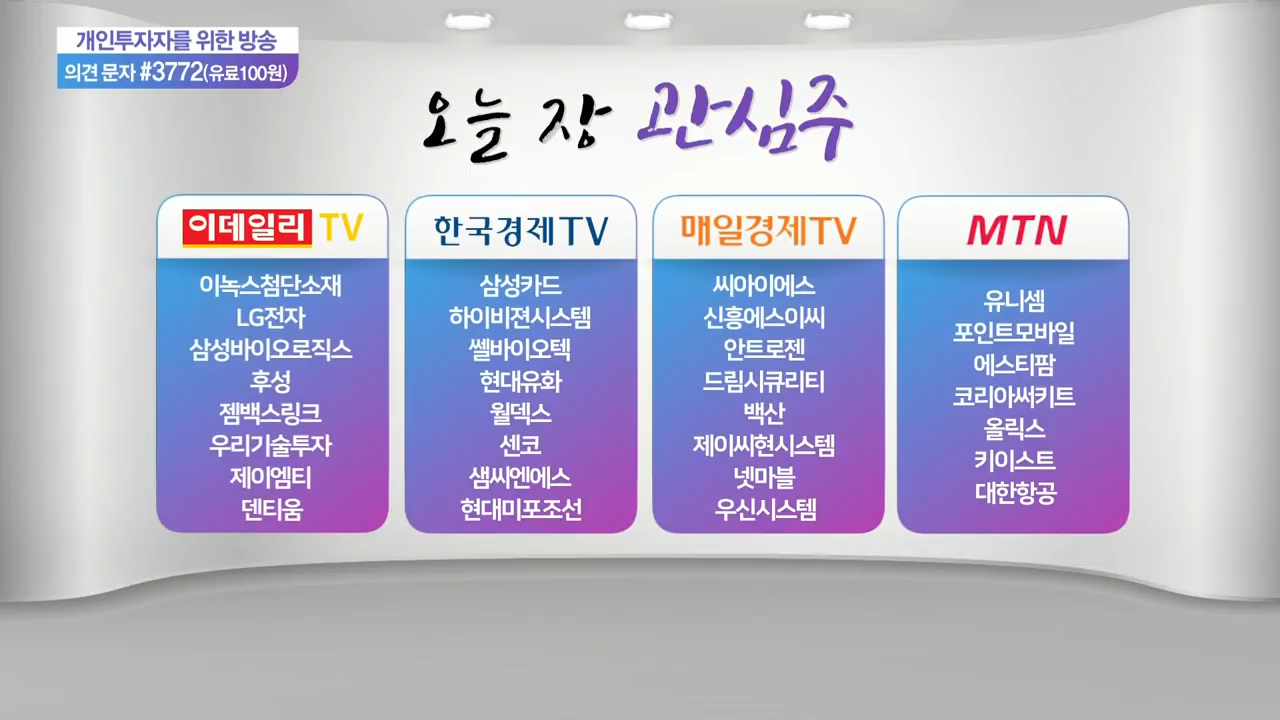 개인투자자를 위한 방송
의견 문자 #3772(유료100원)
오늘 장 관심주
이데일리 TV
이녹스첨단소재
LG전자
삼성바이오로직스
후성
젬백스링크
우리기술투자
제이엠티
덴티움
한국경제TV
삼성카드
하이비젼시스템
쎌바이오텍
현대유화
월덱스
센코
샘씨엔에스
현대미포조선
매일경제TV
씨아이에스
신흥에스이씨
안트로젠
드림시큐리티
백산
제이씨현시스템
넷마블
우신시스템
MTN
유니셈
포인트모바일
에스티팜
코리아써키트
올릭스
키이스트
대한항공